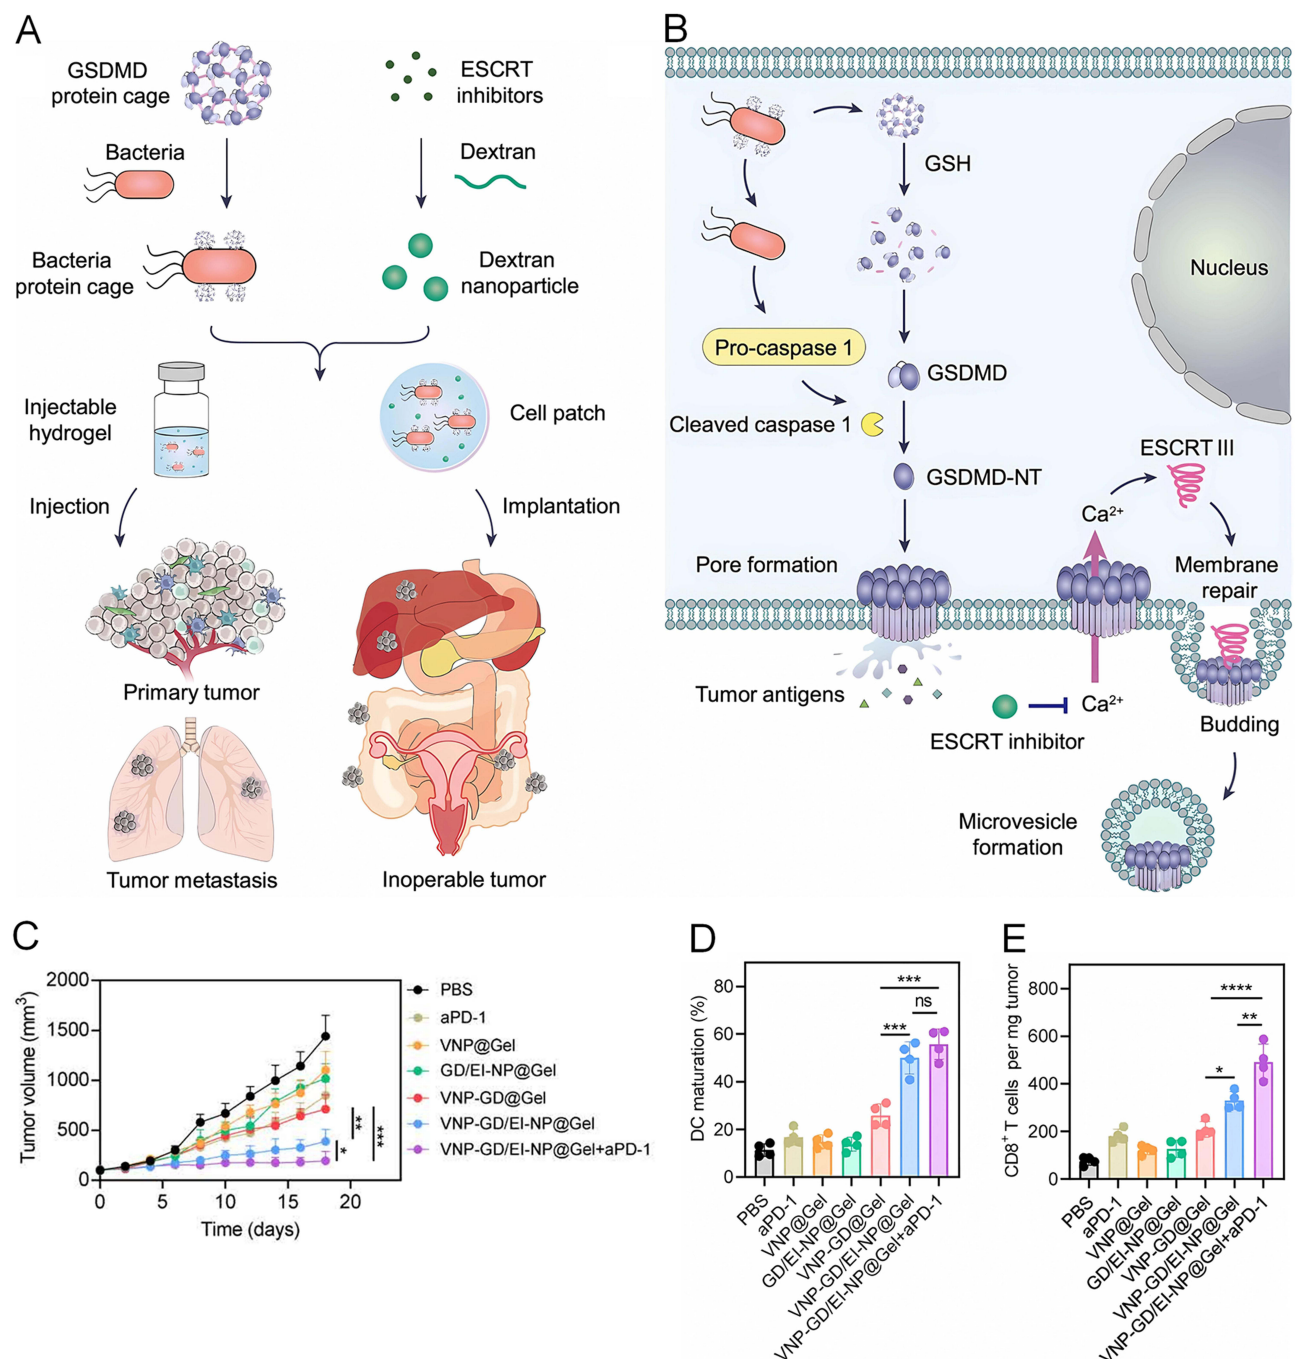 A
GSDMD
protein cage
ESCRT
inhibitors
Bacteria
Dextran
Bacteria
protein cage
Dextran
nanoparticle
Injectable
hydrogel
Cell patch
Injection
Implantation
Primary tumor
Tumor metastasis
Inoperable tumor
B
GSH
Nucleus
Pro-caspase 1
GSDMD
Cleaved caspase 1
GSDMD-NT
ESCRT III
Ca²⁺
Pore formation
Membrane
repair
Tumor antigens
Ca²⁺
ESCRT inhibitor
Budding
Microvesicle
formation
C
Tumor volume (mm³)
2000
1500
1000
500
0
0
5
10
15
20
Time (days)
PBS
aPD-1
VNP@Gel
GD/EI-NP@Gel
VNP-GD@Gel
VNP-GD/EI-NP@Gel
VNP-GD/EI-NP@Gel+aPD-1
**
*
***
D
DC maturation (%)
80
60
40
20
0
***
ns
***
PBS
aPD-1
VNP@Gel
GD/EI-NP@Gel
VNP-GD@Gel
VNP-GD/EI-NP@Gel
VNP-GD/EI-NP@Gel+aPD-1
E
CD8⁺ T cells per mg tumor
800
600
400
200
0
****
**
*
PBS
aPD-1
VNP@Gel
GD/EI-NP@Gel
VNP-GD@Gel
VNP-GD/EI-NP@Gel
VNP-GD/EI-NP@Gel+aPD-1